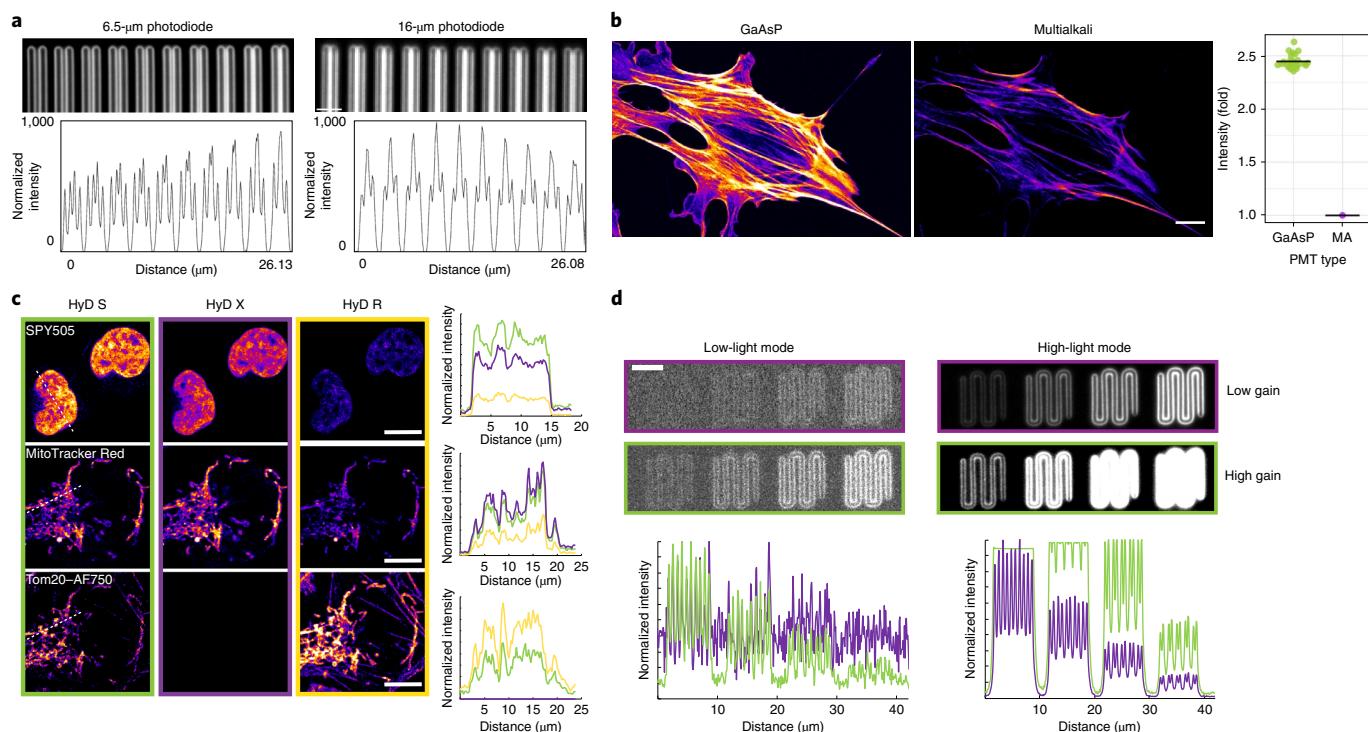 a
6.5-μm photodiode
16-μm photodiode
1,000
Normalized
intensity
0
0
26.13
Distance (μm)
1,000
Normalized
intensity
0
0
26.08
Distance (μm)
b
GaAsP
Multialkali
2.5
2.0
1.5
1.0
Intensity (fold)
GaAsP
MA
PMT type
c
HyD S
HyD X
HyD R
SPY505
MitoTracker Red
Tom20–AF750
Normalized intensity
5
10
15
20
Distance (μm)
Normalized intensity
5
10
15
20
25
Distance (μm)
Normalized intensity
5
10
15
20
25
Distance (μm)
d
Low-light mode
High-light mode
Low gain
High gain
Normalized intensity
10
20
30
40
Distance (μm)
Normalized intensity
0
10
20
30
40
Distance (μm)